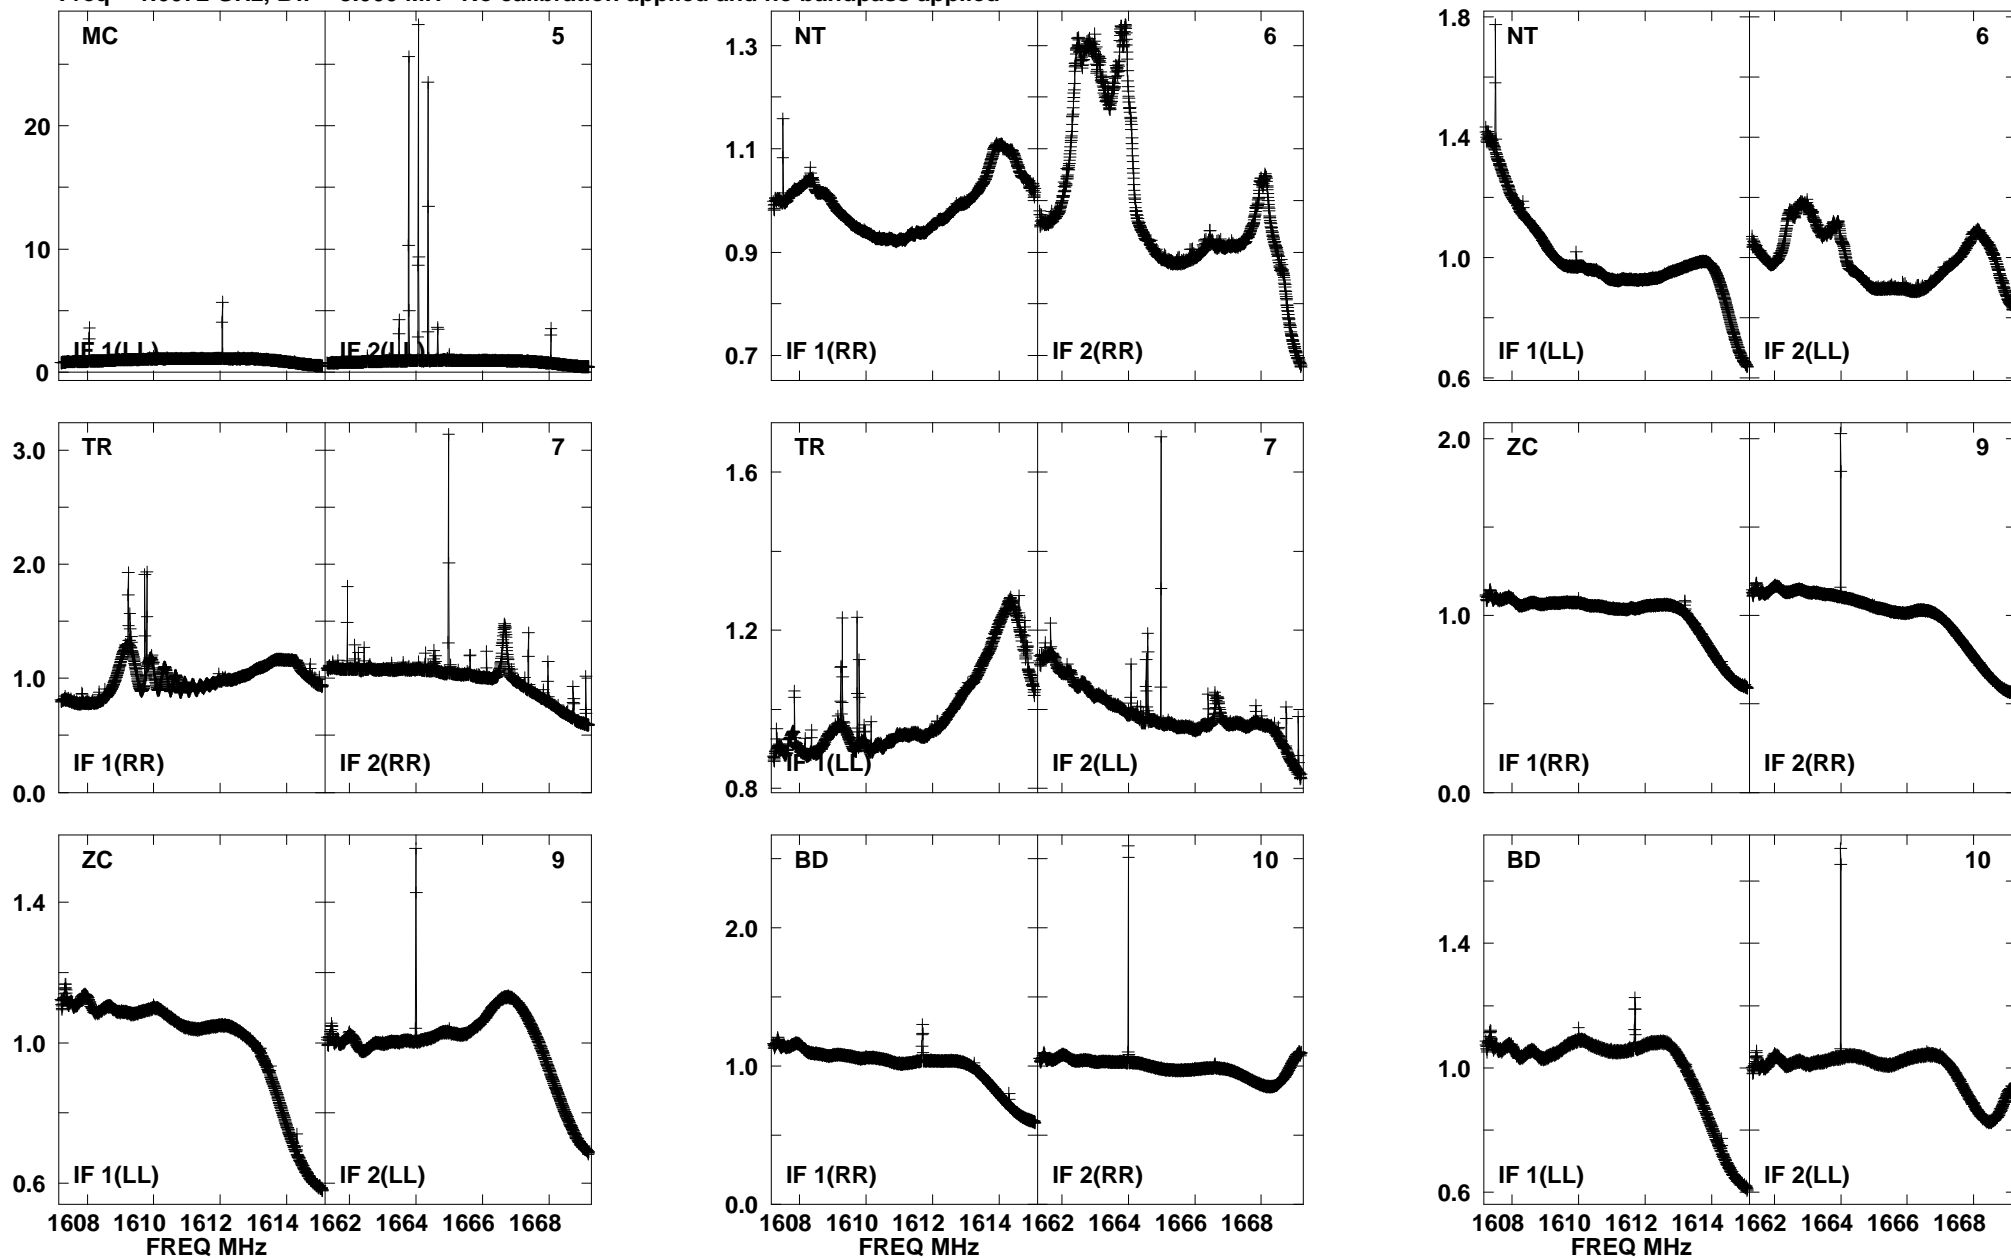 MC 5 NT 6 NT 6
1.8
1.3
20
1.1 1.4
10
0.9 1.0
IF 1(LL) IF 2(LL) IF 1(RR) IF 2(RR) IF 1(LL) IF 2(LL)
0 0.7 0.6
TR 7 TR 7 ZC 9
3.0 1.6 2.0
2.0
1.2 1.0
1.0
IF 1(RR) IF 2(RR) IF 1(LL) IF 2(LL) IF 1(RR) IF 2(RR)
0.0 0.8 0.0
ZC 9 BD 10 BD 10
1.4 2.0 1.4
1.0 1.0 1.0
IF 1(LL) IF 2(LL) IF 1(RR) IF 2(RR) IF 1(LL) IF 2(LL)
0.6 0.0 0.6
1608 1610 1612 1614 1662 1664 1666 1668 1608 1610 1612 1614 1662 1664 1666 1668 1608 1610 1612 1614 1662 1664 1666 1668
FREQ MHz FREQ MHz FREQ MHz